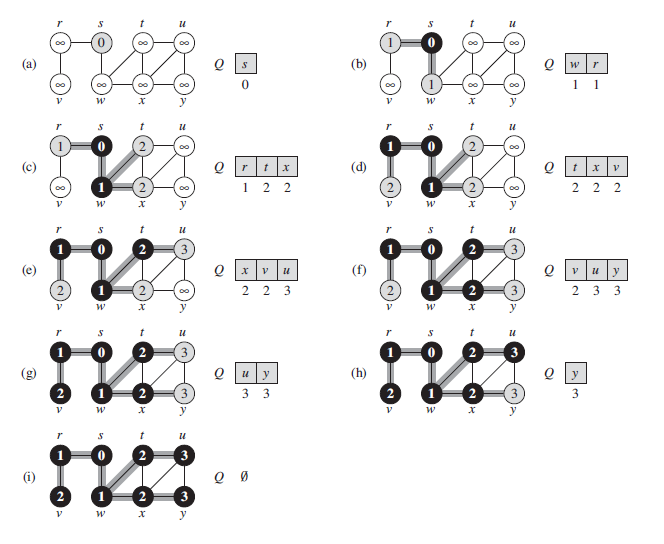 r s t u
∞ 0 ∞ ∞
(a) Q s
∞ ∞ ∞ ∞ 0
v w x y
r s t u
1 0 ∞ ∞
(b) Q w r
∞ 1 ∞ ∞ 1 1
v w x y
r s t u
1 0 2 ∞
(c) Q r t x
∞ 1 2 ∞ 1 2 2
v w x y
r s t u
1 0 2 ∞
(d) Q t x v
2 1 2 ∞ 2 2 2
v w x y
r s t u
1 0 2 3
(e) Q x v u
2 1 2 ∞ 2 2 3
v w x y
r s t u
1 0 2 3
(f) Q v u y
2 1 2 3 2 3 3
v w x y
r s t u
1 0 2 3
(g) Q u y
2 1 2 3 3 3
v w x y
r s t u
1 0 2 3
(h) Q y
2 1 2 3 3
v w x y
r s t u
1 0 2 3
(i) Q ∅
2 1 2 3
v w x y